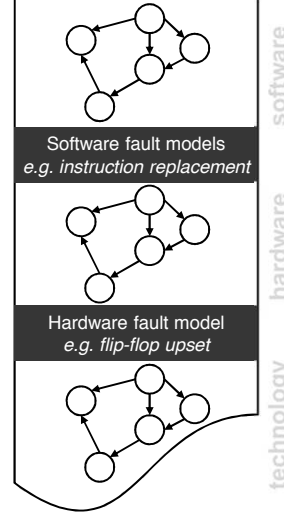 software
Software fault models
e.g. instruction replacement
hardware
Hardware fault model
e.g. flip-flop upset
technology